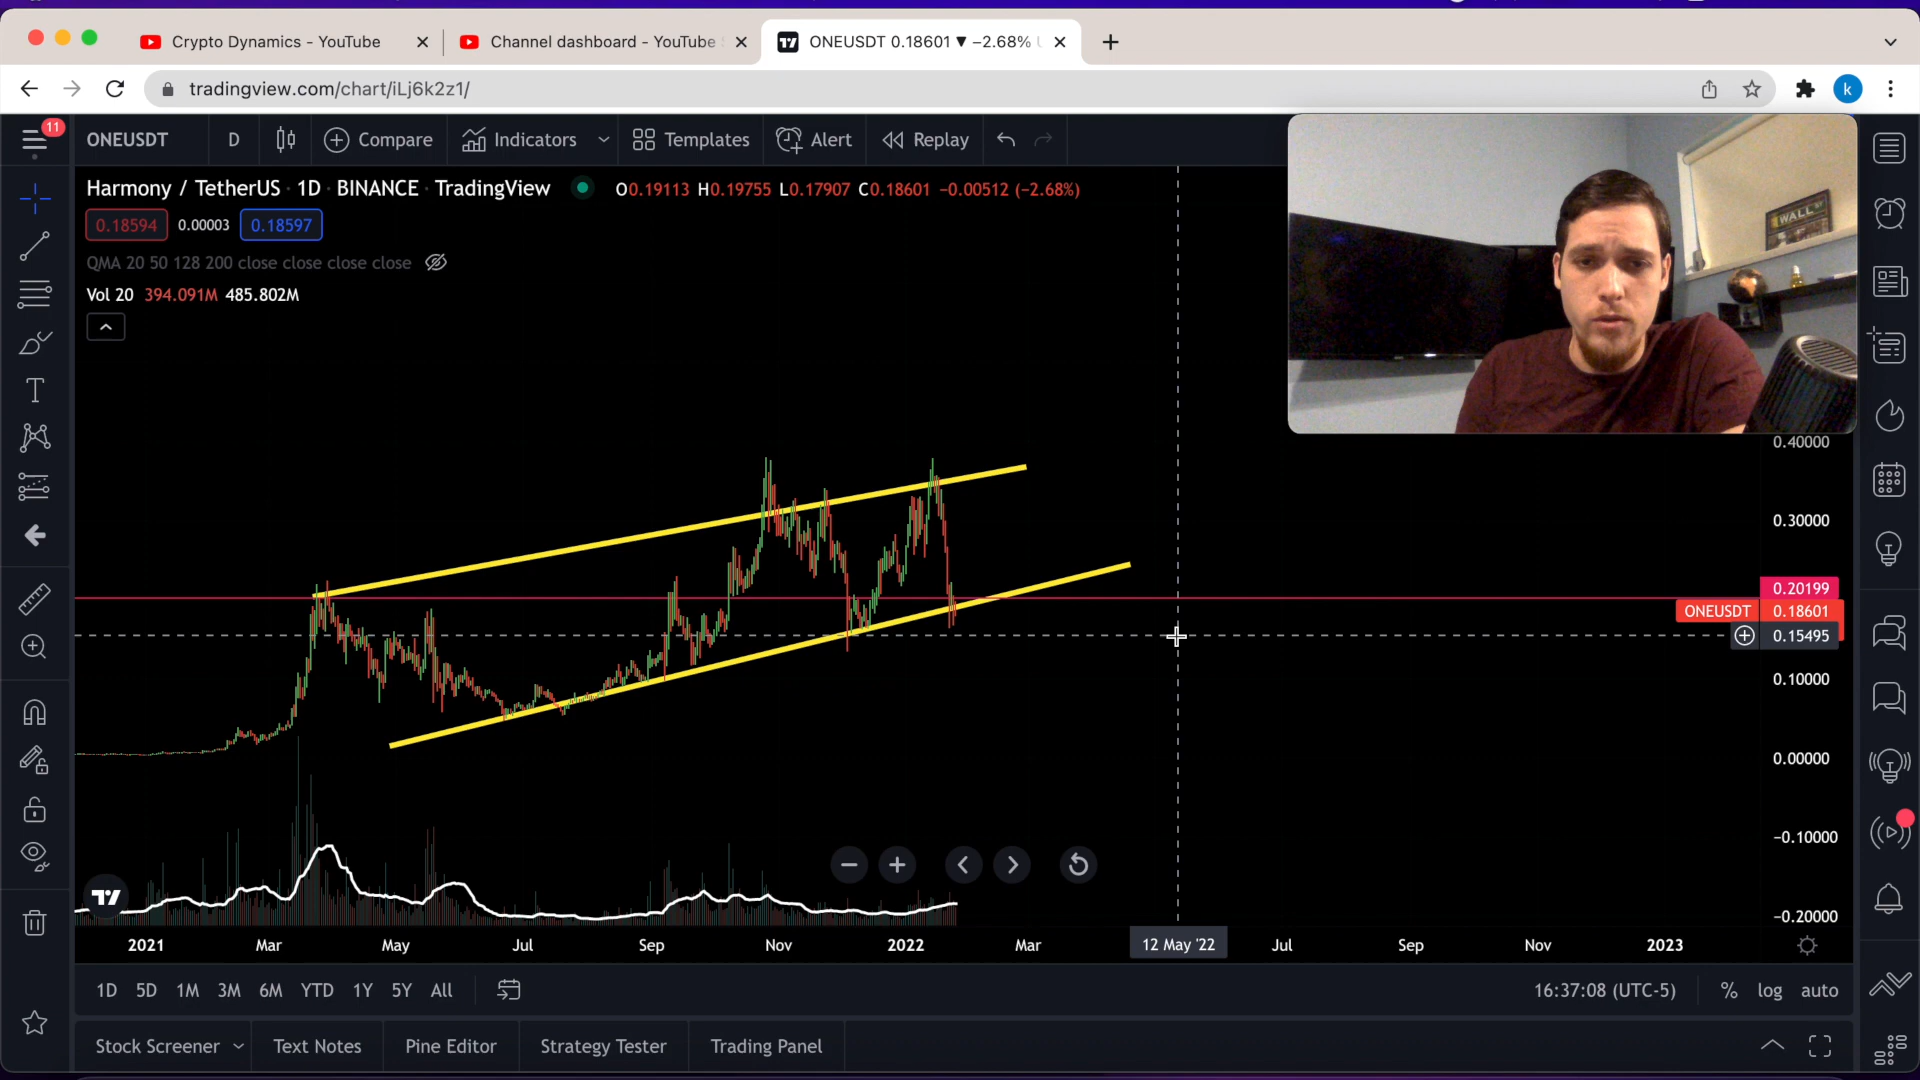 Crypto Dynamics - YouTube
Channel dashboard - YouTube
ONEUSDT 0.18601 ▼ −2.68%
tradingview.com/chart/iLj6k2z1/
k
11
ONEUSDT D Compare Indicators Templates Alert Replay
Harmony / TetherUS · 1D · BINANCE · TradingView O0.19113 H0.19755 L0.17907 C0.18601 −0.00512 (−2.68%)
0.18594 0.00003 0.18597
QMA 20 50 128 200 close close close close
Vol 20 394.091M 485.802M
WALL
0.40000
0.30000
0.20199
ONEUSDT 0.18601
0.15495
0.10000
0.00000
−0.10000
−0.20000
2021 Mar May Jul Sep Nov 2022 Mar 12 May '22 Jul Sep Nov 2023
1D 5D 1M 3M 6M YTD 1Y 5Y All 16:37:08 (UTC-5) % log auto
Stock Screener Text Notes Pine Editor Strategy Tester Trading Panel